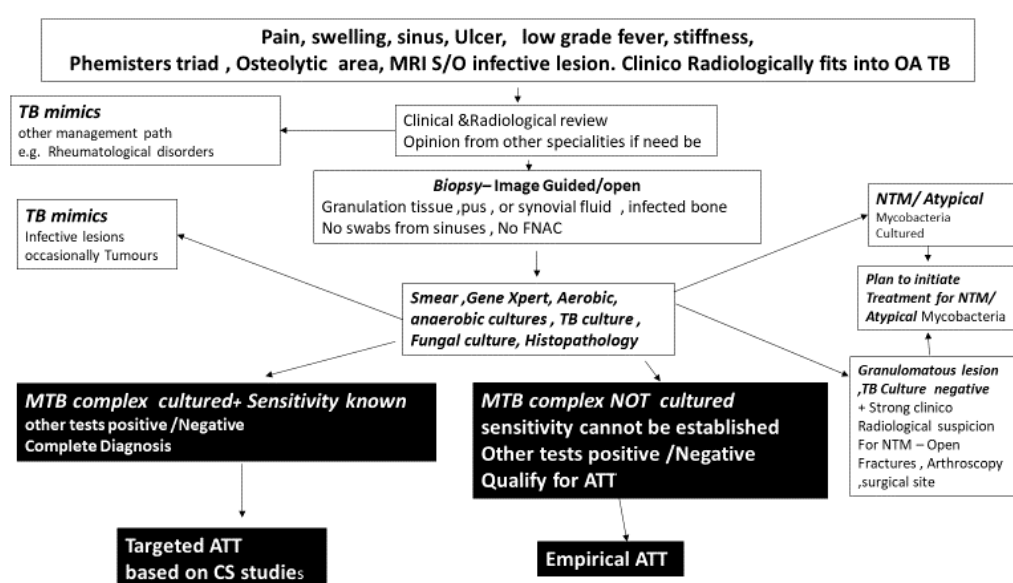 Pain, swelling, sinus, Ulcer, low grade fever, stiffness,
Phemisters triad , Osteolytic area, MRI S/O infective lesion. Clinico Radiologically fits into OA TB
TB mimics
other management path
e.g. Rheumatological disorders
Clinical &Radiological review
Opinion from other specialities if need be
Biopsy– Image Guided/open
Granulation tissue ,pus , or synovial fluid , infected bone
No swabs from sinuses , No FNAC
TB mimics
Infective lesions
occasionally Tumours
NTM/ Atypical
Mycobacteria
Cultured
Plan to initiate
Treatment for NTM/
Atypical Mycobacteria
Smear ,Gene Xpert, Aerobic,
anaerobic cultures , TB culture ,
Fungal culture, Histopathology
Granulomatous lesion
,TB Culture negative
+ Strong clinico
Radiological suspicion
For NTM – Open
Fractures , Arthroscopy
,surgical site
MTB complex cultured+ Sensitivity known
other tests positive /Negative
Complete Diagnosis
MTB complex NOT cultured
sensitivity cannot be established
Other tests positive /Negative
Qualify for ATT
Targeted ATT
based on CS studies
Empirical ATT